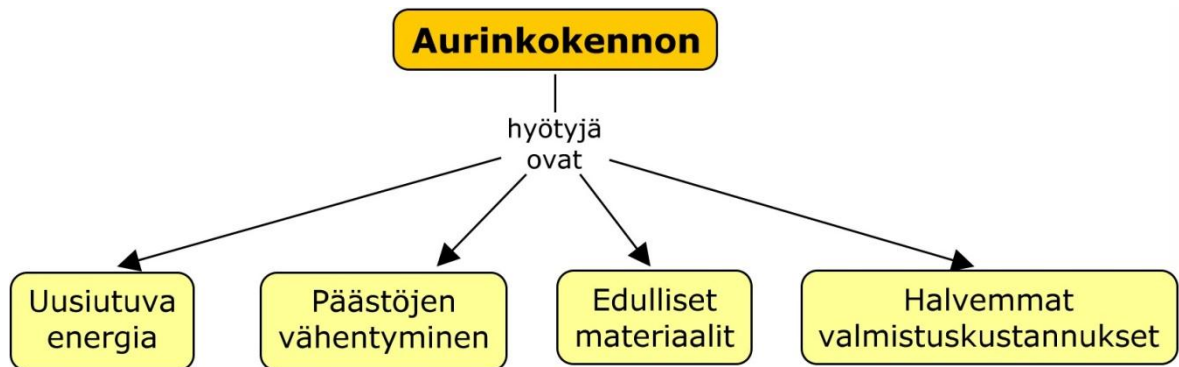 Aurinkokennon
hyötyjä
ovat
Uusiutuva
energia
Päästöjen
vähentyminen
Edulliset
materiaalit
Halvemmat
valmistuskustannukset